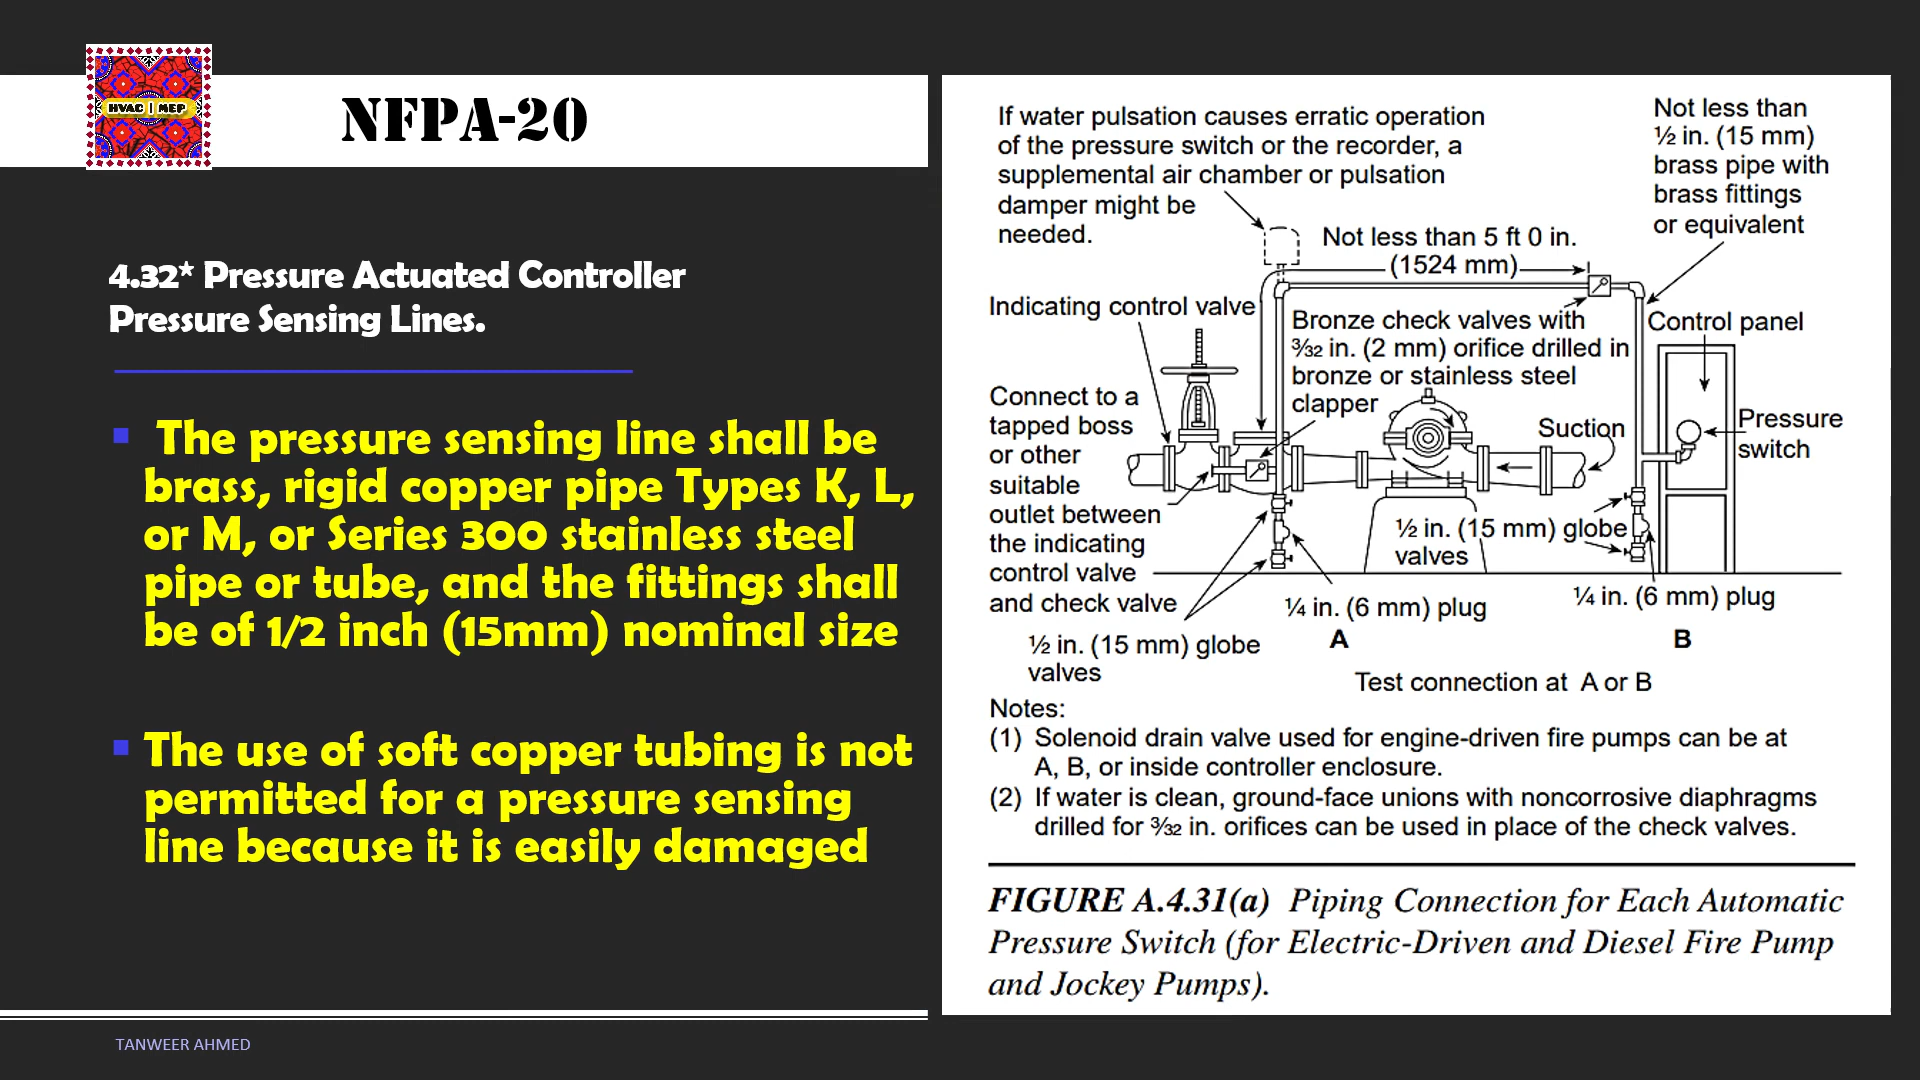 HVAC | MEP
NFPA-20
4.32* Pressure Actuated Controller
Pressure Sensing Lines.
The pressure sensing line shall be
brass, rigid copper pipe Types K, L,
or M, or Series 300 stainless steel
pipe or tube, and the fittings shall
be of 1/2 inch (15mm) nominal size
The use of soft copper tubing is not
permitted for a pressure sensing
line because it is easily damaged
TANWEER AHMED
If water pulsation causes erratic operation
of the pressure switch or the recorder, a
supplemental air chamber or pulsation
damper might be
needed.
Not less than
½ in. (15 mm)
brass pipe with
brass fittings
or equivalent
Not less than 5 ft 0 in.
(1524 mm)
Indicating control valve
Bronze check valves with
3⁄32 in. (2 mm) orifice drilled in
bronze or stainless steel
clapper
Control panel
Connect to a
tapped boss
or other
suitable
outlet between
the indicating
control valve
and check valve
Suction
Pressure
switch
½ in. (15 mm) globe
valves
¼ in. (6 mm) plug
A
¼ in. (6 mm) plug
B
½ in. (15 mm) globe
valves
Test connection at A or B
Notes:
(1) Solenoid drain valve used for engine-driven fire pumps can be at
A, B, or inside controller enclosure.
(2) If water is clean, ground-face unions with noncorrosive diaphragms
drilled for 3⁄32 in. orifices can be used in place of the check valves.
FIGURE A.4.31(a) Piping Connection for Each Automatic
Pressure Switch (for Electric-Driven and Diesel Fire Pump
and Jockey Pumps).